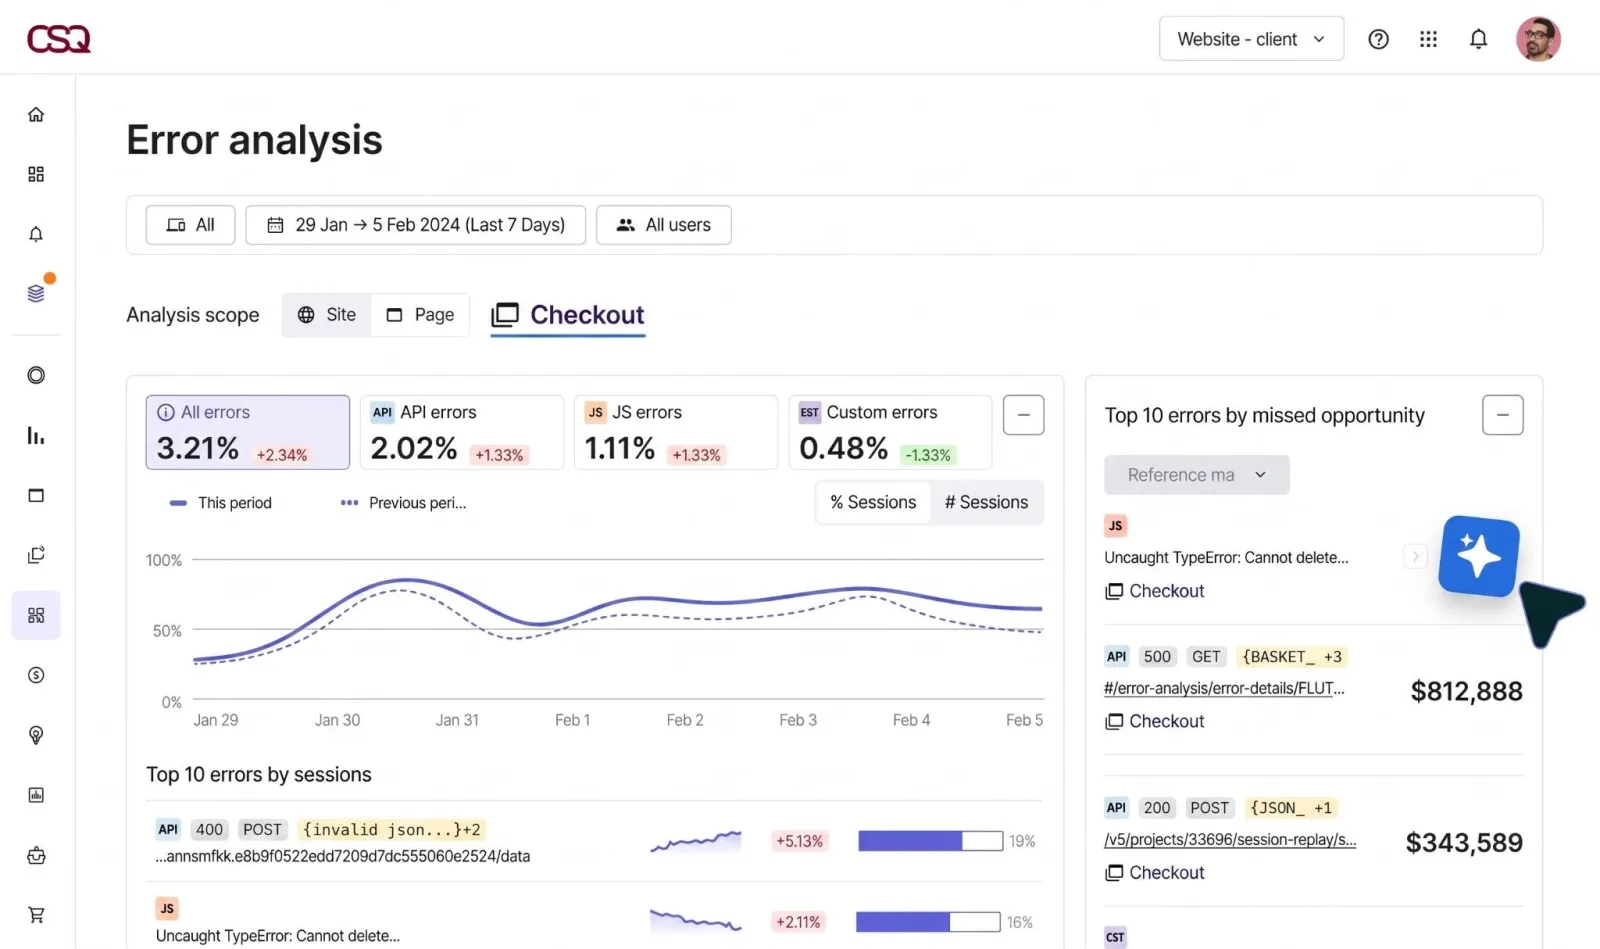 CSQ
Website - client
Error analysis
All
29 Jan → 5 Feb 2024 (Last 7 Days)
All users
Analysis scope
Site
Page
Checkout
All errors
3.21% +2.34%
API API errors
2.02% +1.33%
JS JS errors
1.11% +1.33%
EST Custom errors
0.48% -1.33%
This period
Previous peri...
% Sessions
# Sessions
100%
50%
0%
Jan 29
Jan 30
Jan 31
Feb 1
Feb 2
Feb 3
Feb 4
Feb 5
Top 10 errors by sessions
API 400 POST {invalid json...}+2
...annsmfkk.e8b9f0522edd7209d7dc555060e2524/data
+5.13%
19%
JS
Uncaught TypeError: Cannot delete...
+2.11%
16%
Top 10 errors by missed opportunity
Reference ma
JS
Uncaught TypeError: Cannot delete...
Checkout
API 500 GET {BASKET_ +3
#/error-analysis/error-details/FLUT...
$812,888
Checkout
API 200 POST {JSON_ +1
/v5/projects/33696/session-replay/s...
$343,589
Checkout
CST